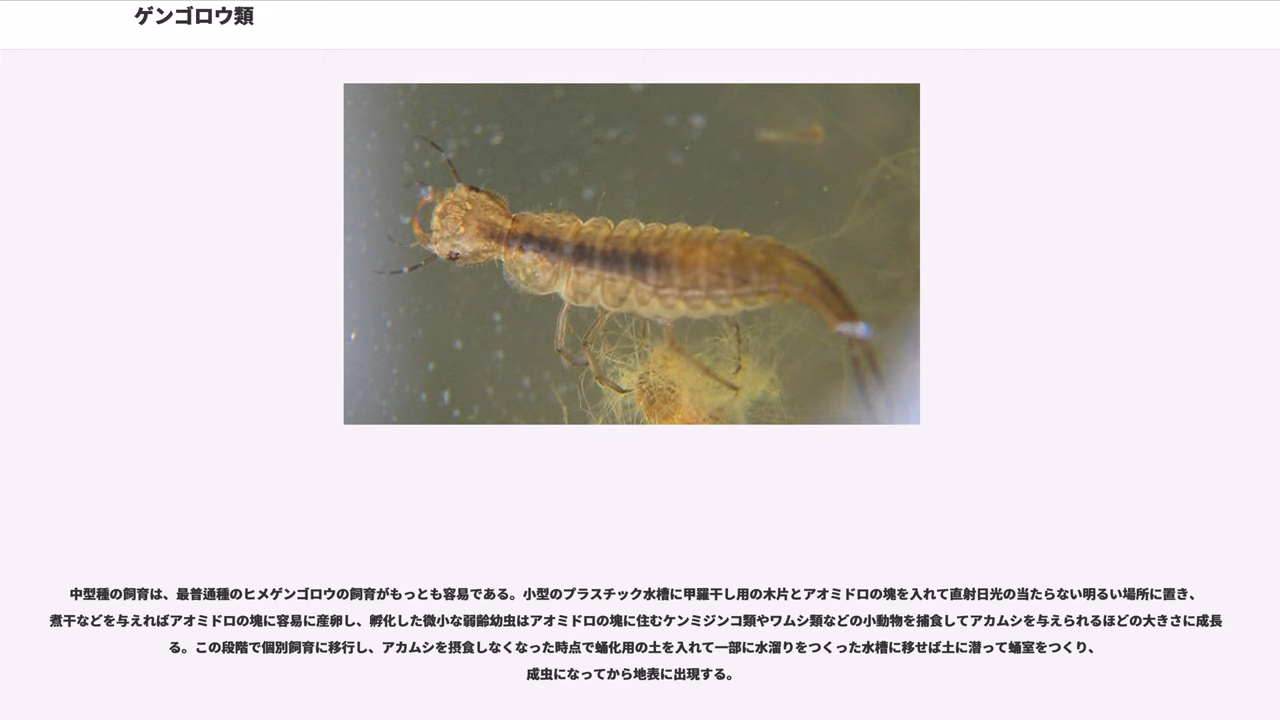 ゲンゴロウ類
中型種の飼育は、最普通種のヒメゲンゴロウの飼育がもっとも容易である。小型のプラスチック水槽に甲羅干し用の木片とアオミドロの塊を入れて直射日光の当たらない明るい場所に置き、
煮干などを与えればアオミドロの塊に容易に産卵し、孵化した微小な弱齢幼虫はアオミドロの塊に住むケンミジンコ類やワムシ類などの小動物を捕食してアカムシを与えられるほどの大きさに成長
る。この段階で個別飼育に移行し、アカムシを摂食しなくなった時点で蛹化用の土を入れて一部に水溜りをつくった水槽に移せば土に潜って蛹室をつくり、
成虫になってから地表に出現する。